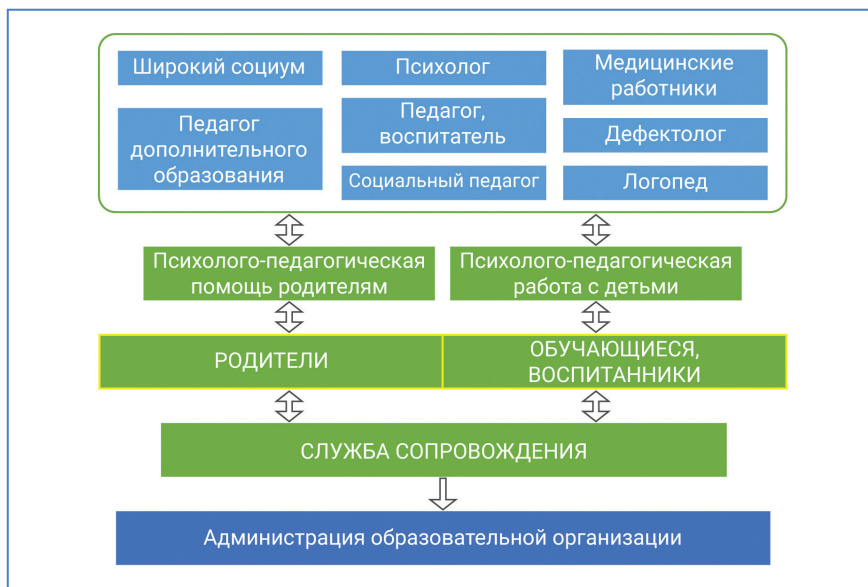 Широкий социум
Психолог
Медицинские
работники
Педагог
дополнительного
образования
Педагог,
воспитатель
Дефектолог
Социальный педагог
Логопед
Психолого-педагогическая
помощь родителям
Психолого-педагогическая
работа с детьми
РОДИТЕЛИ
ОБУЧАЮЩИЕСЯ,
ВОСПИТАННИКИ
СЛУЖБА СОПРОВОЖДЕНИЯ
Администрация образовательной организации